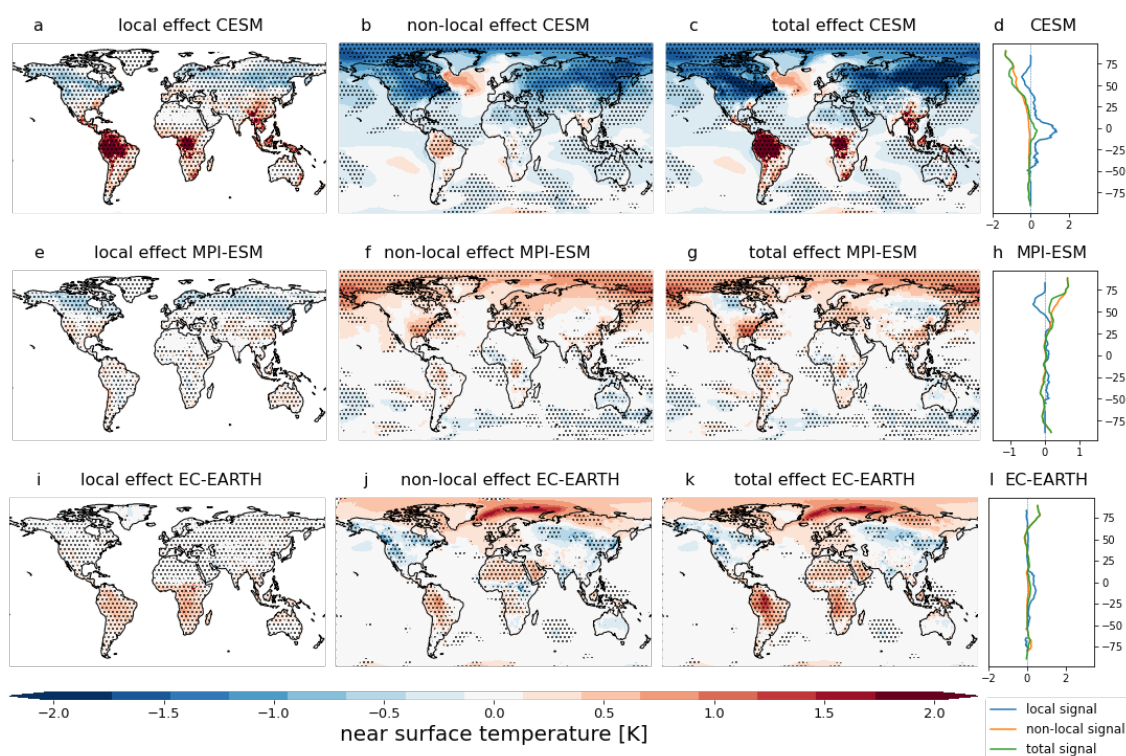 a local effect CESM b non-local effect CESM c total effect CESM d CESM
75
50
25
0
−25
−50
−75
−2 0 2
e local effect MPI-ESM f non-local effect MPI-ESM g total effect MPI-ESM h MPI-ESM
75
50
25
0
−25
−50
−75
−1 0 1
i local effect EC-EARTH j non-local effect EC-EARTH k total effect EC-EARTH l EC-EARTH
75
50
25
0
−25
−50
−75
−2 0 2
−2.0 −1.5 −1.0 −0.5 0.0 0.5 1.0 1.5 2.0
near surface temperature [K]
local signal
non-local signal
total signal